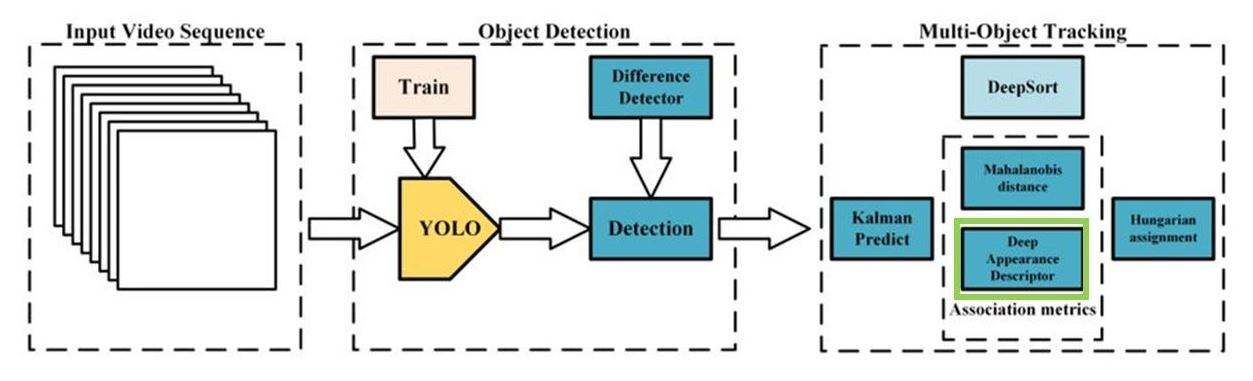 Input Video Sequence
Object Detection
Multi-Object Tracking
Train
Difference
Detector
DeepSort
YOLO
Detection
Kalman
Predict
Mahalanobis
distance
Deep
Appearance
Descriptor
Association metrics
Hungarian
assignment